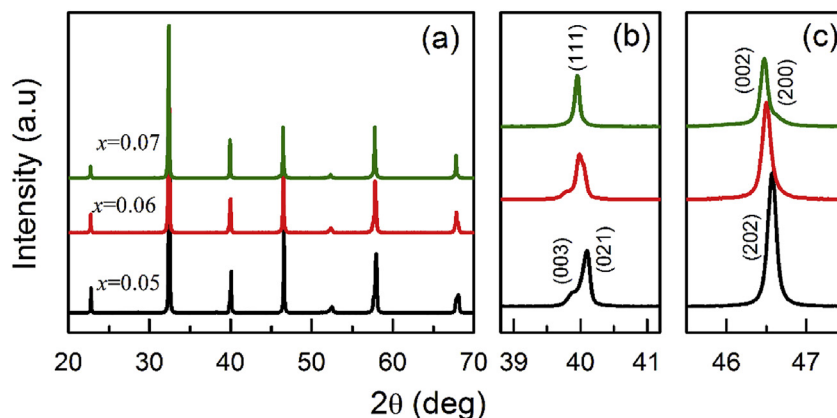 Intensity (a.u)
(a)
x=0.07
x=0.06
x=0.05
20 30 40 50 60 70
(b)
(111)
(003)
(021)
39 40 41
(c)
(002)
(200)
(202)
46 47
2θ (deg)